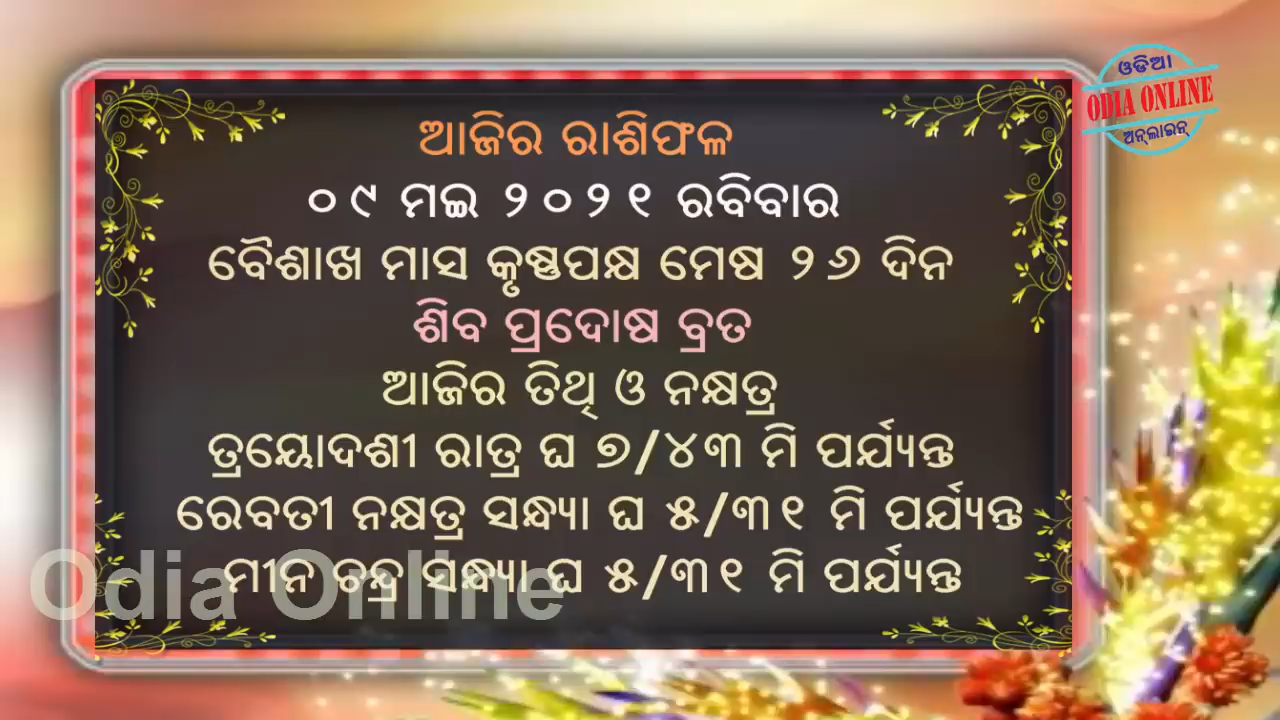 ଆଜିର ରାଶିଫଳ
୦୯ ମଇ ୨୦୨୧ ରବିବାର
ବୈଶାଖ ମାସ କୃଷ୍ଣପକ୍ଷ ମେଷ ୨୬ ଦିନ
ଶିବ ପ୍ରଦୋଷ ବ୍ରତ
ଆଜିର ତିଥି ଓ ନକ୍ଷତ୍ର
ତ୍ରୟୋଦଶୀ ରାତ୍ର ଘ ୭/୪୩ ମି ପର୍ଯ୍ୟନ୍ତ
ରେବତୀ ନକ୍ଷତ୍ର ସନ୍ଧ୍ୟା ଘ ୫/୩୧ ମି ପର୍ଯ୍ୟନ୍ତ
ମୀନ ଚନ୍ଦ୍ର ସନ୍ଧ୍ୟା ଘ ୫/୩୧ ମି ପର୍ଯ୍ୟନ୍ତ
Odia Online
ଓଡିଆ
ODIA ONLINE
ଅନ୍‌ଲାଇନ୍